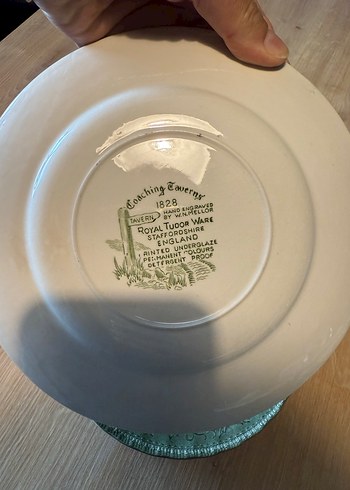 Coaching Taverns
1828
TAVERN
HAND ENGRAVED
BY W.N. MELLOR
ROYAL TUDOR WARE
STAFFORDSHIRE
ENGLAND
PRINTED UNDERGLAZE
PERMANENT COLOURS
DETERGENT PROOF